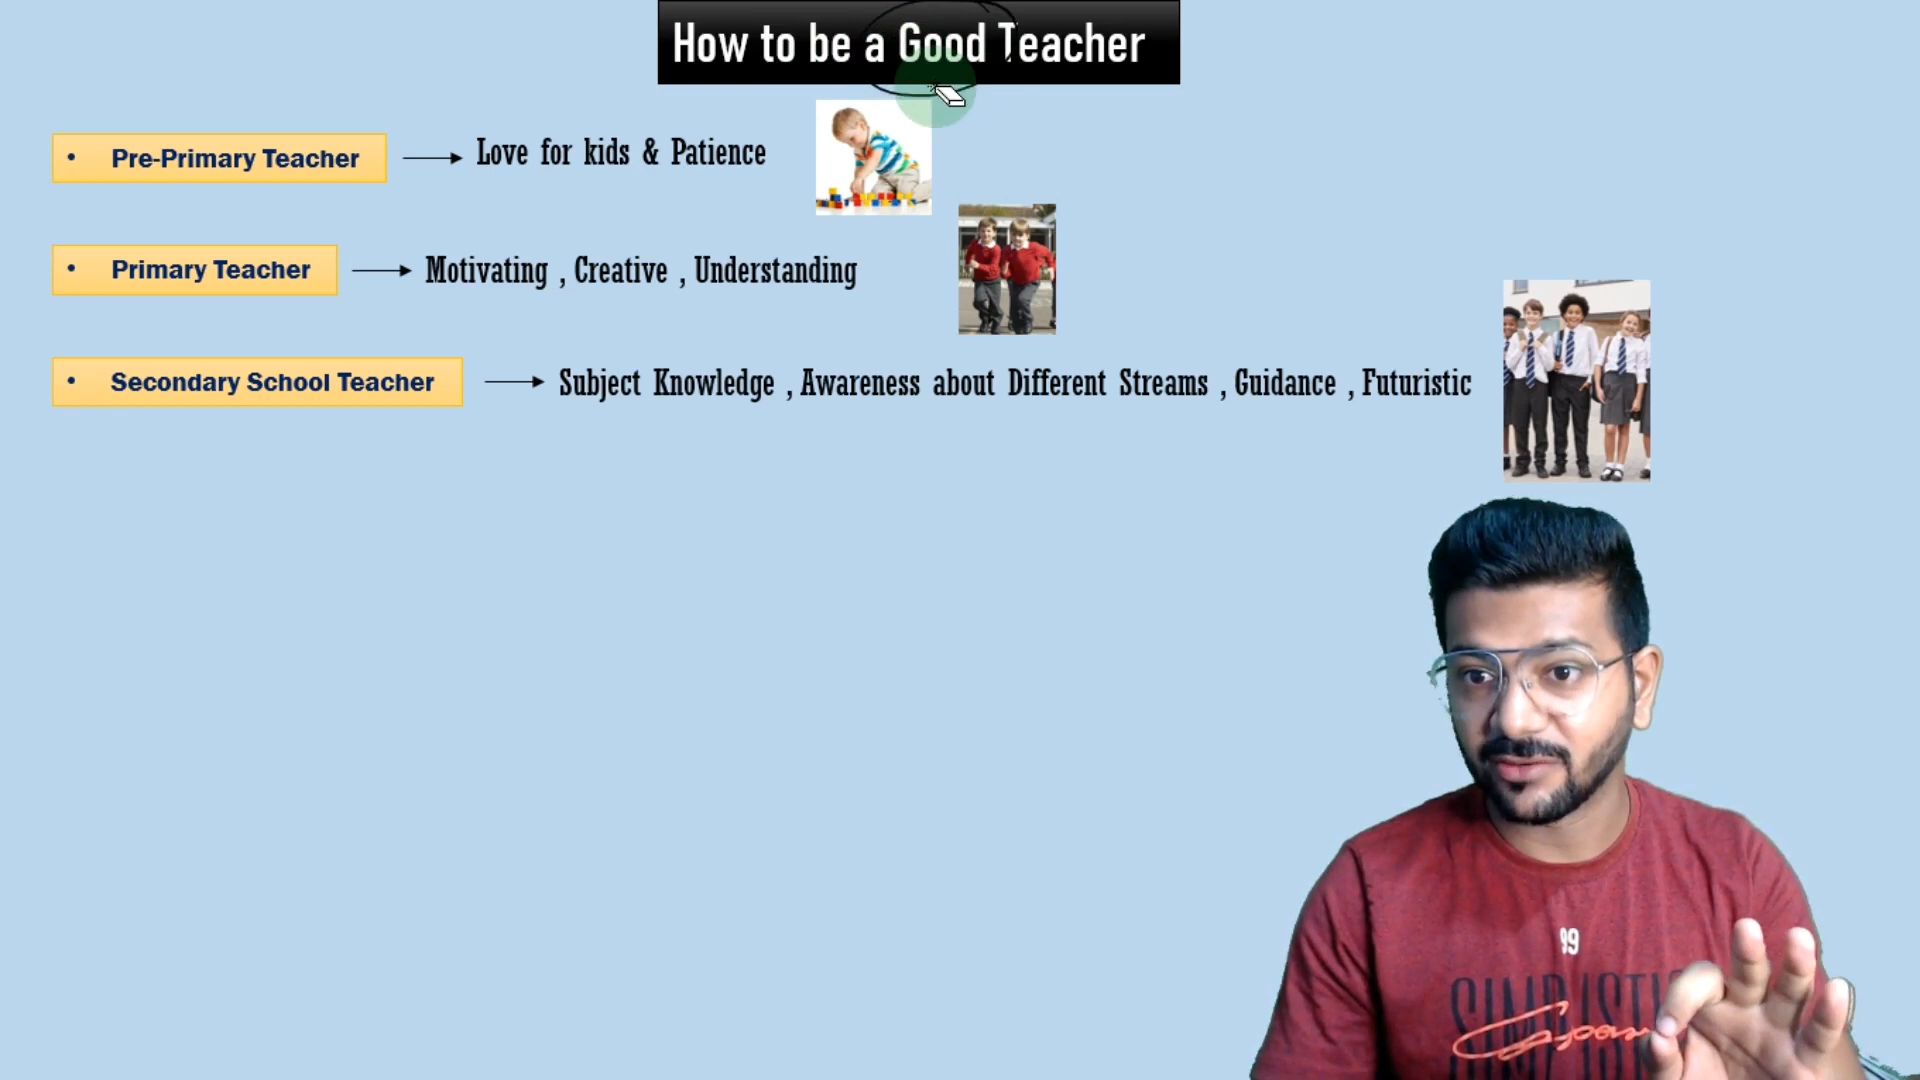 How to be a Good Teacher
• Pre-Primary Teacher
Love for kids & Patience
• Primary Teacher
Motivating , Creative , Understanding
• Secondary School Teacher
Subject Knowledge , Awareness about Different Streams , Guidance , Futuristic
99